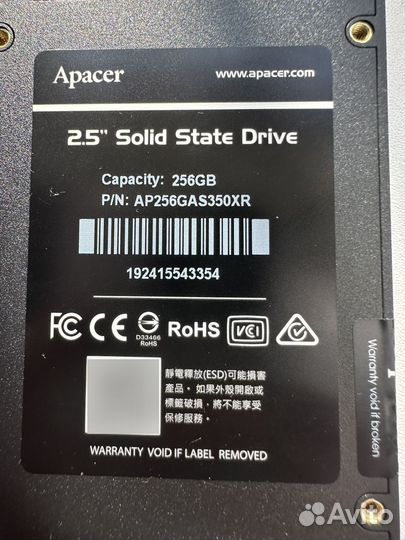 Apacer
www.apacer.com
2.5" Solid State Drive
Capacity: 256GB
P/N: AP256GAS350XR
192415543354
FC CE D33466 RoHS RoHS VCI
靜電釋放(ESD)可能損害
產品。如果外殼開啟或
標籤破損，將不能享受
保修服務。
WARRANTY VOID IF LABEL REMOVED
Warranty void if broken
Avito